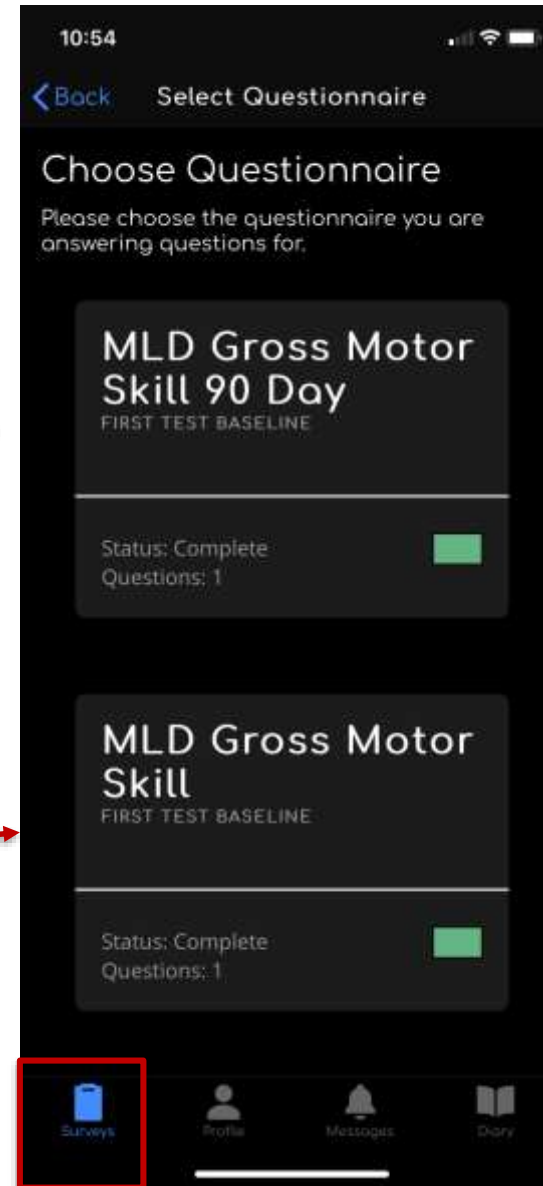 10:54
Back Select Questionnaire
Choose Questionnaire
Please choose the questionnaire you are
answering questions for.
MLD Gross Motor
Skill 90 Day
FIRST TEST BASELINE
Status: Complete
Questions: 1
MLD Gross Motor
Skill
FIRST TEST BASELINE
Status: Complete
Questions: 1
Surveys Profile Messages Diary